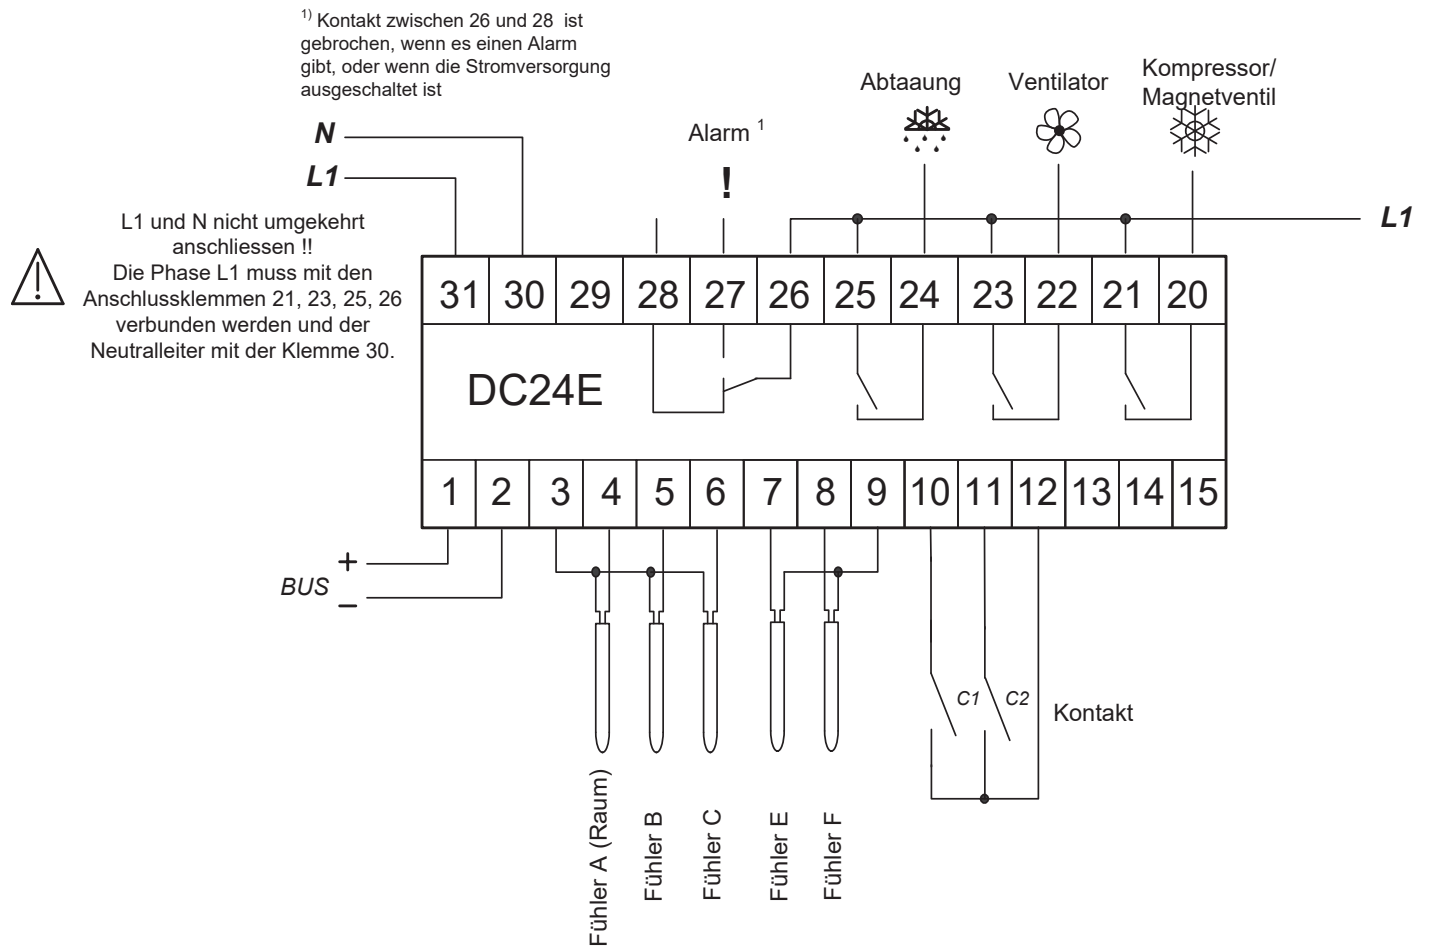 1) Kontakt zwischen 26 und 28 ist
gebrochen, wenn es einen Alarm
gibt, oder wenn die Stromversorgung
ausgeschaltet ist
N
L1
L1 und N nicht umgekehrt
anschliessen !!
Die Phase L1 muss mit den
Anschlussklemmen 21, 23, 25, 26
verbunden werden und der
Neutralleiter mit der Klemme 30.
Alarm 1
!
Abtaaung
Ventilator
Kompressor/
Magnetventil
L1
31 30 29 28 27 26 25 24 23 22 21 20
DC24E
1 2 3 4 5 6 7 8 9 10 11 12 13 14 15
+
BUS
–
C1 C2
Kontakt
Fühler A (Raum)
Fühler B
Fühler C
Fühler E
Fühler F